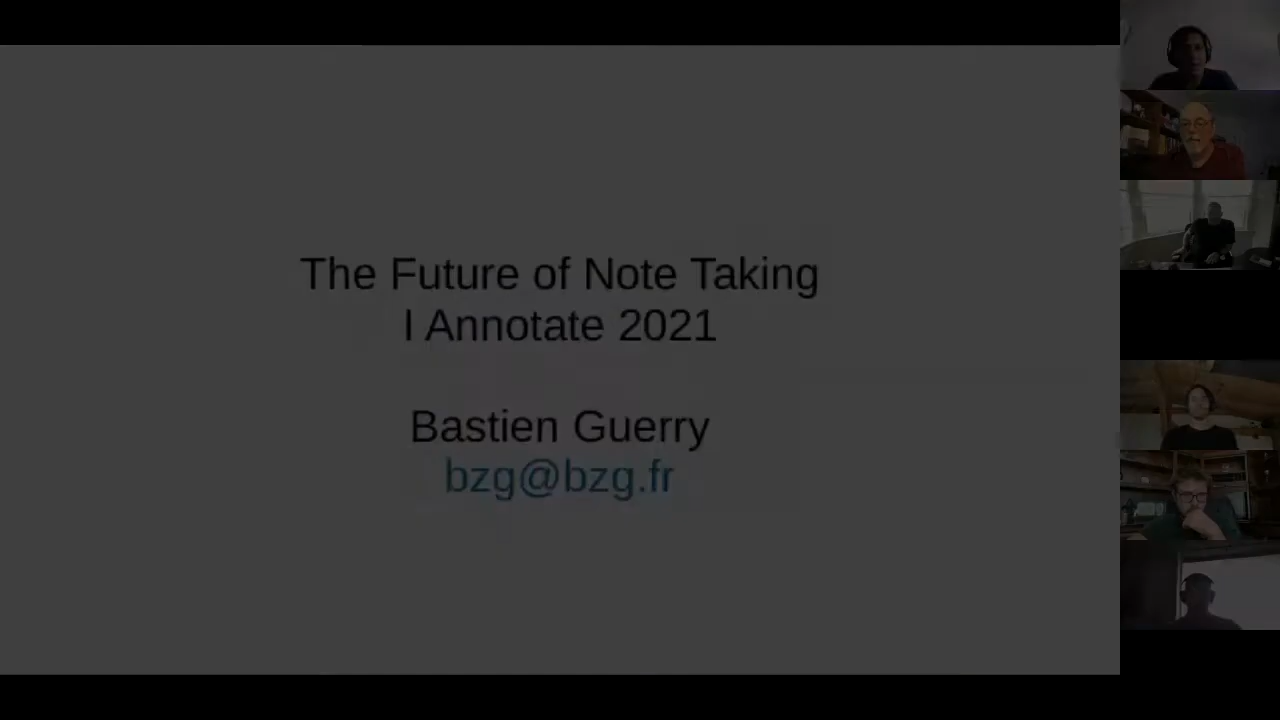 The Future of Note Taking
I Annotate 2021
Bastien Guerry
bzg@bzg.fr